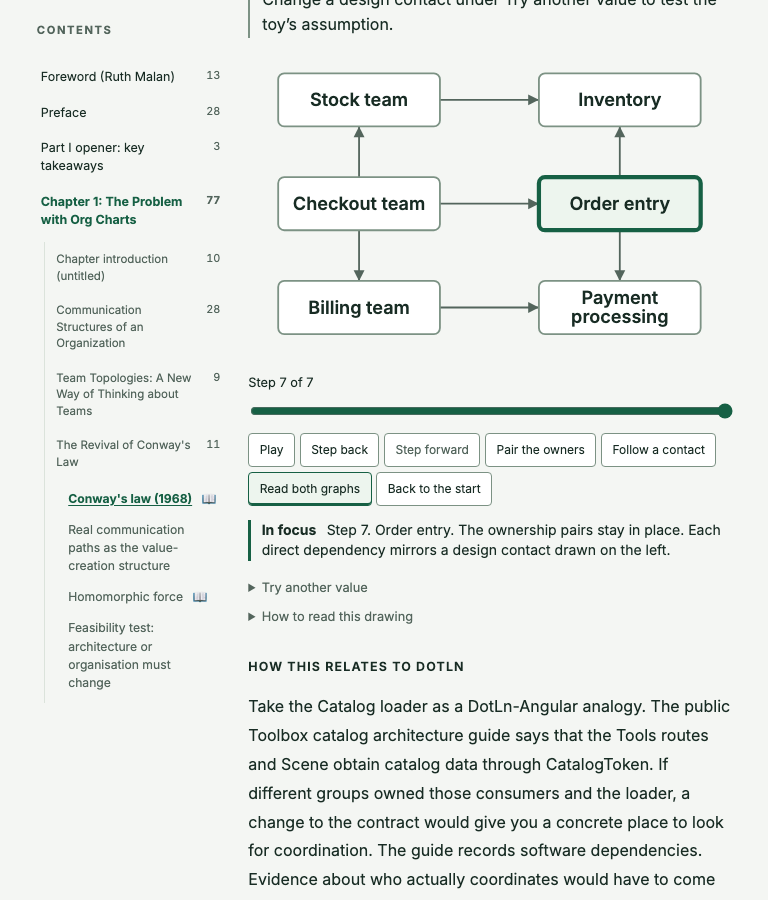 CONTENTS
Foreword (Ruth Malan) 13
Preface 28
Part I opener: key 3
takeaways
Chapter 1: The Problem 77
with Org Charts
Chapter introduction 10
(untitled)
Communication 28
Structures of an
Organization
Team Topologies: A New 9
Way of Thinking about
Teams
The Revival of Conway's 11
Law
Conway's law (1968)
Real communication
paths as the value-
creation structure
Homomorphic force
Feasibility test:
architecture or
organisation must
change
Change a design contact under Try another value to test the
toy's assumption.
Stock team
Inventory
Checkout team
Order entry
Billing team
Payment
processing
Step 7 of 7
Play
Step back
Step forward
Pair the owners
Follow a contact
Read both graphs
Back to the start
In focus Step 7. Order entry. The ownership pairs stay in place. Each
direct dependency mirrors a design contact drawn on the left.
Try another value
How to read this drawing
HOW THIS RELATES TO DOTLN
Take the Catalog loader as a DotLn-Angular analogy. The public
Toolbox catalog architecture guide says that the Tools routes
and Scene obtain catalog data through CatalogToken. If
different groups owned those consumers and the loader, a
change to the contract would give you a concrete place to look
for coordination. The guide records software dependencies.
Evidence about who actually coordinates would have to come